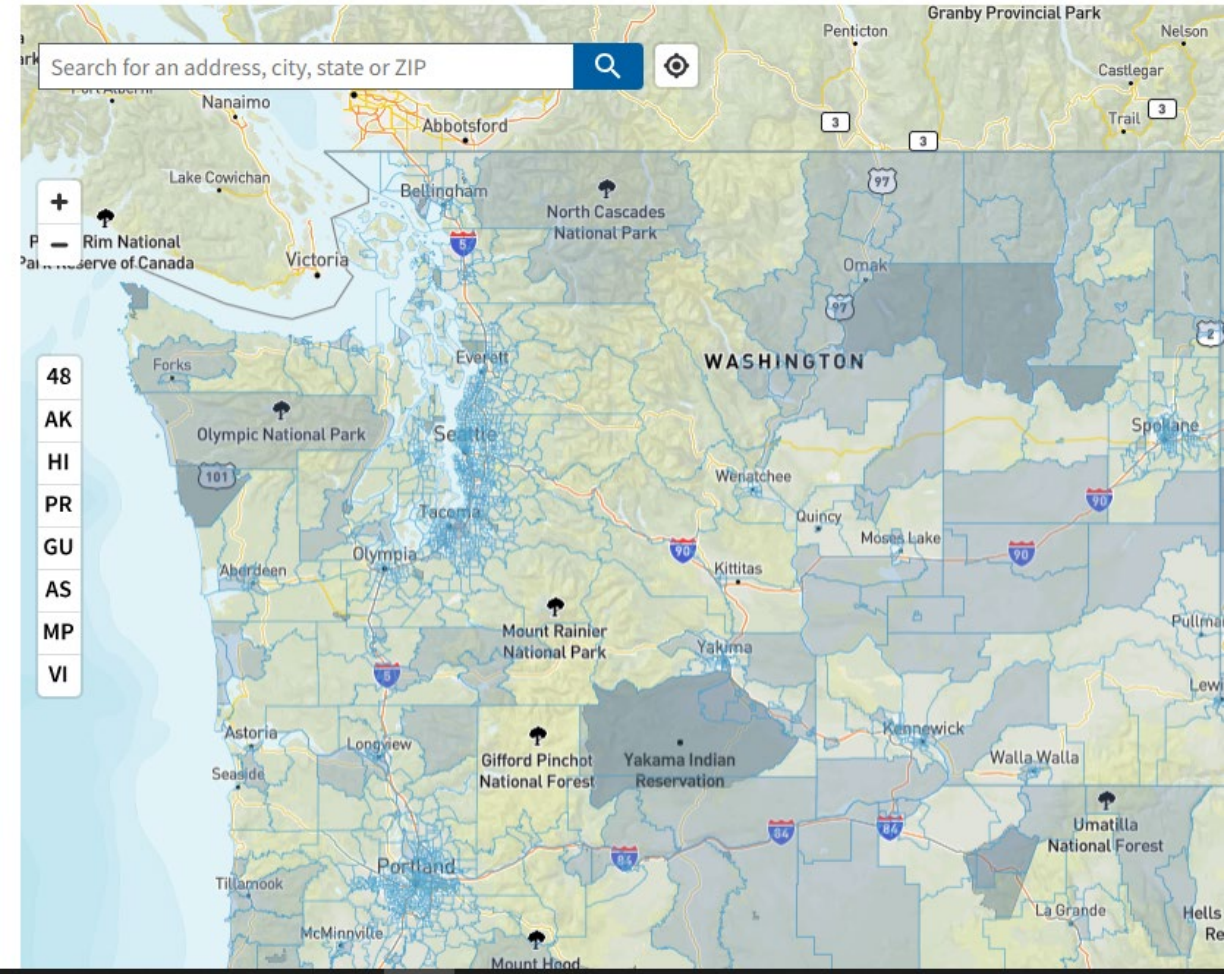 Granby Provincial Park
Penticton
Nelson
Search for an address, city, state or ZIP
Castlegar
Nanaimo
3
3
Trail
Abbotsford
3
Lake Cowichan
Bellingham
97
North Cascades
National Park
+
−
Rim National
Park Reserve of Canada
5
Victoria
Omak
97
2
Everett
WASHINGTON
Forks
48
AK
HI
PR
GU
AS
MP
VI
Olympic National Park
Seattle
Spokane
101
Wenatchee
90
Tacoma
Quincy
Moses Lake
Olympia
90
90
Aberdeen
Kittitas
Mount Rainier
National Park
Yakima
5
Astoria
Longview
Gifford Pinchot
National Forest
Yakama Indian
Reservation
Kennewick
Walla Walla
Seaside
84
84
84
Umatilla
National Forest
Portland
Tillamook
La Grande
Hells
McMinnville
Mount Hood